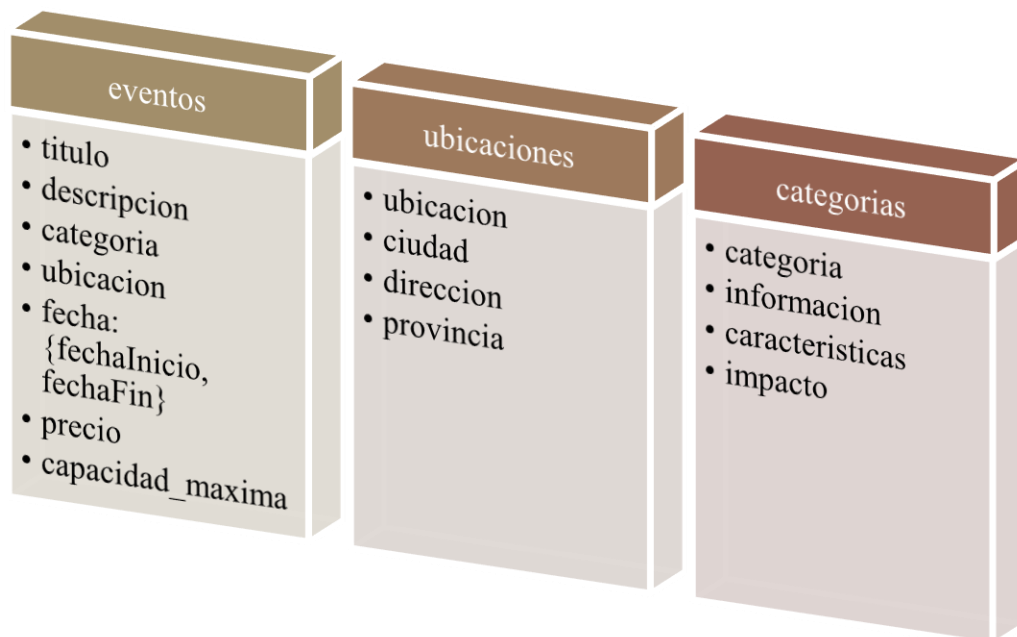 eventos
• titulo
• descripcion
• categoria
• ubicacion
• fecha:
{fechaInicio,
fechaFin}
• precio
• capacidad_maxima
ubicaciones
• ubicacion
• ciudad
• direccion
• provincia
categorias
• categoria
• informacion
• caracteristicas
• impacto